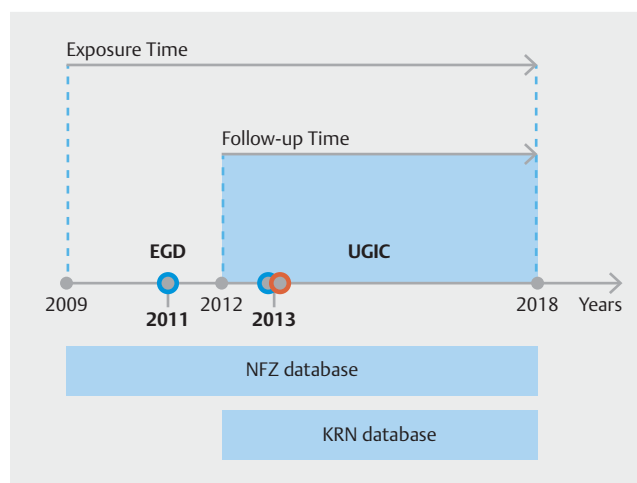 Exposure Time
Follow-up Time
EGD UGIC
2009 2011 2012 2013 2018 Years
NFZ database
KRN database